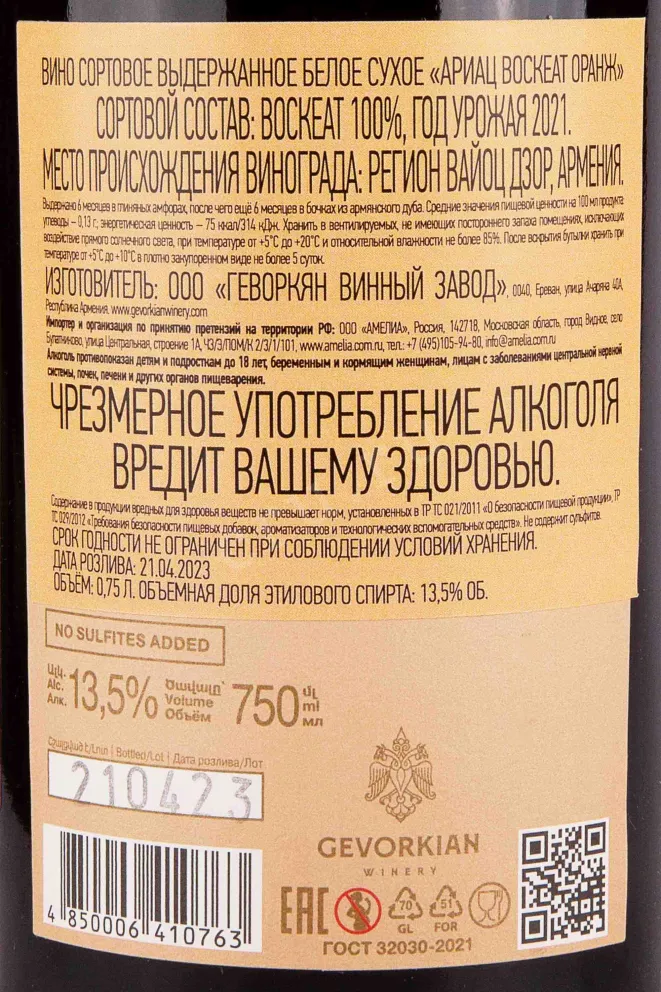 ВИНО СОРТОВОЕ ВЫДЕРЖАННОЕ БЕЛОЕ СУХОЕ «АРИАЦ ВОСКЕАТ ОРАНЖ»
СОРТОВОЙ СОСТАВ: ВОСКЕАТ 100%, ГОД УРОЖАЯ 2021.
МЕСТО ПРОИСХОЖДЕНИЯ ВИНОГРАДА: РЕГИОН ВАЙОЦ ДЗОР, АРМЕНИЯ.
Выдержано 6 месяцев в глиняных амфорах, после чего ещё 6 месяцев в бочках из армянского дуба. Средние значения пищевой ценности на 100 мл продукта
углеводы – 0,13 г; энергетическая ценность – 75 ккал/314 кДж. Хранить в вентилируемых, не имеющих постороннего запаха помещениях, исключающих
воздействие прямого солнечного света, при температуре от +5°С до +20°С и относительной влажности не более 85%. После вскрытия бутылки хранить при
температуре от +5°С до +10°С в плотно закупоренном виде не более 5 суток.
ИЗГОТОВИТЕЛЬ: ООО «ГЕВОРКЯН ВИННЫЙ ЗАВОД», 0040, Ереван, улица Ачаряна 40А,
Республика Армения. www.gevorkianwinery.com
Импортер и организация по принятию претензий на территории РФ: ООО «АМЕЛИА», Россия, 142718, Московская область, город Видное, село
Булатниково, улица Центральная, строение 1А, Ч3/Э/ПОМ/К 2/3/1/101, www.amelia.com.ru, тел.: +7 (495)105-94-80, info@amelia.com.ru
Алкоголь противопоказан детям и подросткам до 18 лет, беременным и кормящим женщинам, лицам с заболеваниями центральной нервной
системы, почек, печени и других органов пищеварения.
ЧРЕЗМЕРНОЕ УПОТРЕБЛЕНИЕ АЛКОГОЛЯ
ВРЕДИТ ВАШЕМУ ЗДОРОВЬЮ.
Содержание в продукции вредных для здоровья веществ не превышает норм, установленных в ТР ТС 021/2011 «О безопасности пищевой продукции», ТР
ТС 029/2012 «Требования безопасности пищевых добавок, ароматизаторов и технологических вспомогательных средств». Не содержит сульфитов.
СРОК ГОДНОСТИ НЕ ОГРАНИЧЕН ПРИ СОБЛЮДЕНИИ УСЛОВИЙ ХРАНЕНИЯ.
ДАТА РОЗЛИВА: 21.04.2023
ОБЪЁМ: 0,75 Л. ОБЪЕМНАЯ ДОЛЯ ЭТИЛОВОГО СПИРТА: 13,5% ОБ.
NO SULFITES ADDED
Ալկ.
Alc.
Алк.
13,5%
Ծավալը՝
Volume
Объём
750
մլ
ml
мл
Շշալցված է/Լոտ | Bottled/Lot | Дата розлива/Лот
210423
GEVORKIAN
WINERY
4 850006 410763
EAC
70
GL
51
FOR
ГОСТ 32030-2021